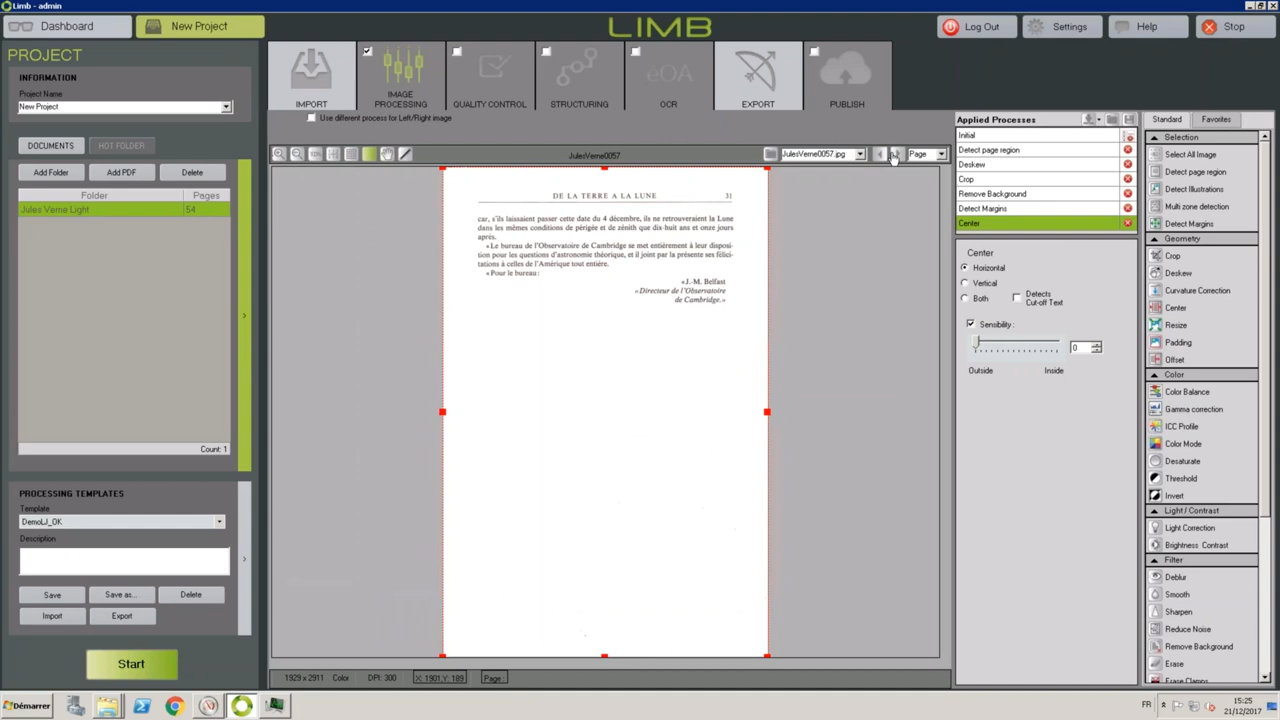 Limb - admin
Dashboard
New Project
LIMB
Log Out
Settings
Help
Stop
PROJECT
INFORMATION
Project Name
New Project
DOCUMENTS
HOT FOLDER
Add Folder
Add PDF
Delete
Folder
Pages
Jules Verne Light
54
Count: 1
PROCESSING TEMPLATES
Template
DemoLJ_OK
Description
Save
Save as...
Delete
Import
Export
Start
IMPORT
IMAGE
PROCESSING
QUALITY CONTROL
STRUCTURING
OCR
EXPORT
PUBLISH
Use different process for Left/Right image
JulesVerne0057
JulesVerne0057.jpg
Page
DE LA TERRE A LA LUNE 31
car, s'ils laissaient passer cette date du 4 décembre, ils ne retrouveraient la Lune
dans les mêmes conditions de périgée et de zénith que dix-huit ans et onze jours
après.
«Le bureau de l'Observatoire de Cambridge se met entièrement à leur disposi-
tion pour les questions d'astronomie théorique, et il joint par la présente ses félici-
tations à celles de l'Amérique tout entière.
«Pour le bureau:
«J.-M. Belfast
«Directeur de l'Observatoire
de Cambridge.»
1929 x 2911
Color
DPI: 300
X: 1901,Y: 189
Page :
Applied Processes
Initial
Detect page region
Deskew
Crop
Remove Background
Detect Margins
Center
Center
Horizontal
Vertical
Both
Detects
Cut-off Text
Sensibility :
0
Outside
Inside
Standard
Favorites
Selection
Select All Image
Detect page region
Detect Illustrations
Multi zone detection
Detect Margins
Geometry
Crop
Deskew
Curvature Correction
Center
Resize
Padding
Offset
Color
Color Balance
Gamma correction
ICC Profile
Color Mode
Desaturate
Threshold
Invert
Light / Contrast
Light Correction
Brightness Contrast
Filter
Deblur
Smooth
Sharpen
Reduce Noise
Remove Background
Erase
Erase Clamps
Démarrer
FR
15:25
21/12/2017